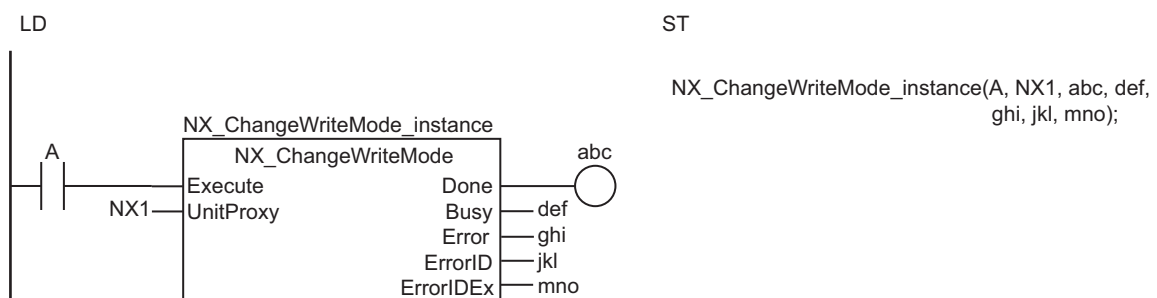 LD
ST
NX_ChangeWriteMode_instance(A, NX1, abc, def,
ghi, jkl, mno);
NX_ChangeWriteMode_instance
A
NX_ChangeWriteMode
abc
Execute
Done
NX1
UnitProxy
Busy
def
Error
ghi
ErrorID
jkl
ErrorIDEx
mno